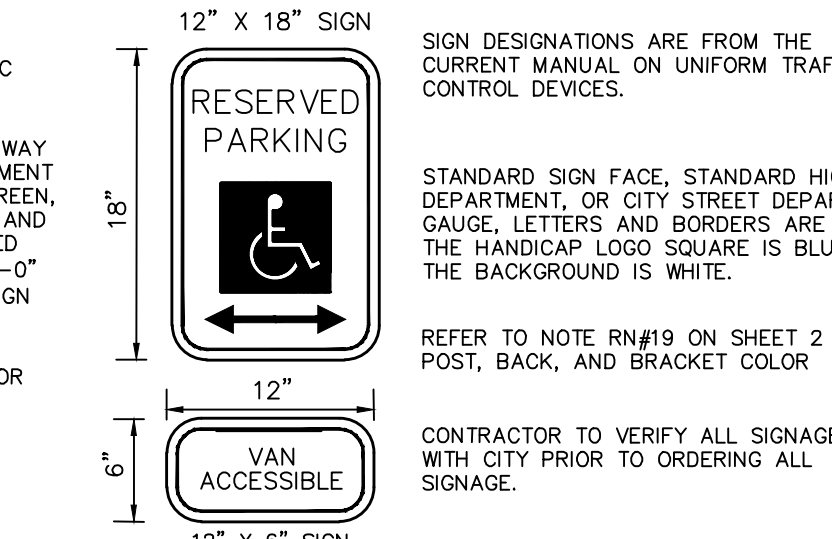 12" X 18" SIGN
C
WAY
MENT
REEN,
AND
ED
-0"
GN
OR
18"
RESERVED
PARKING
12"
6"
VAN
ACCESSIBLE
SIGN DESIGNATIONS ARE FROM THE
CURRENT MANUAL ON UNIFORM TRAF
CONTROL DEVICES.
STANDARD SIGN FACE, STANDARD HI
DEPARTMENT, OR CITY STREET DEPAR
GAUGE, LETTERS AND BORDERS ARE
THE HANDICAP LOGO SQUARE IS BLU
THE BACKGROUND IS WHITE.
REFER TO NOTE RN#19 ON SHEET 2
POST, BACK, AND BRACKET COLOR
CONTRACTOR TO VERIFY ALL SIGNAGE
WITH CITY PRIOR TO ORDERING ALL
SIGNAGE.
X 6" SIGN